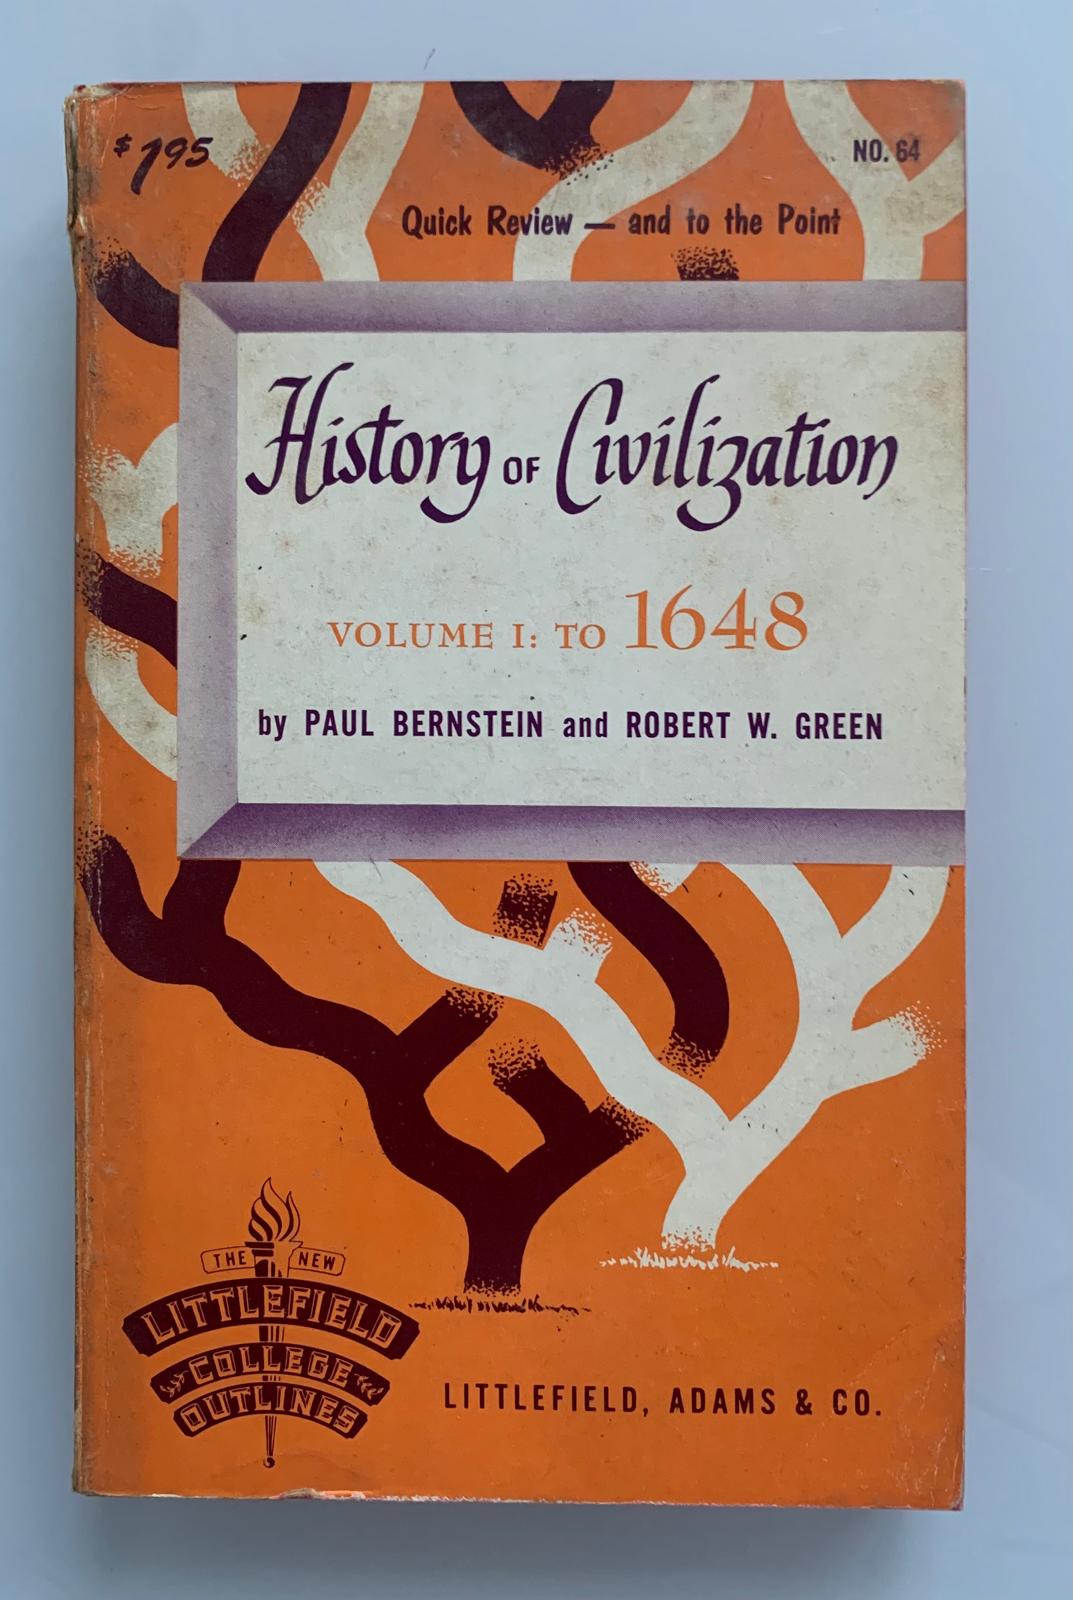 $1.95
NO. 64
Quick Review — and to the Point
History OF Civilization
VOLUME I: TO 1648
by PAUL BERNSTEIN and ROBERT W. GREEN
THE NEW
LITTLEFIELD
COLLEGE
OUTLINES
LITTLEFIELD, ADAMS & CO.